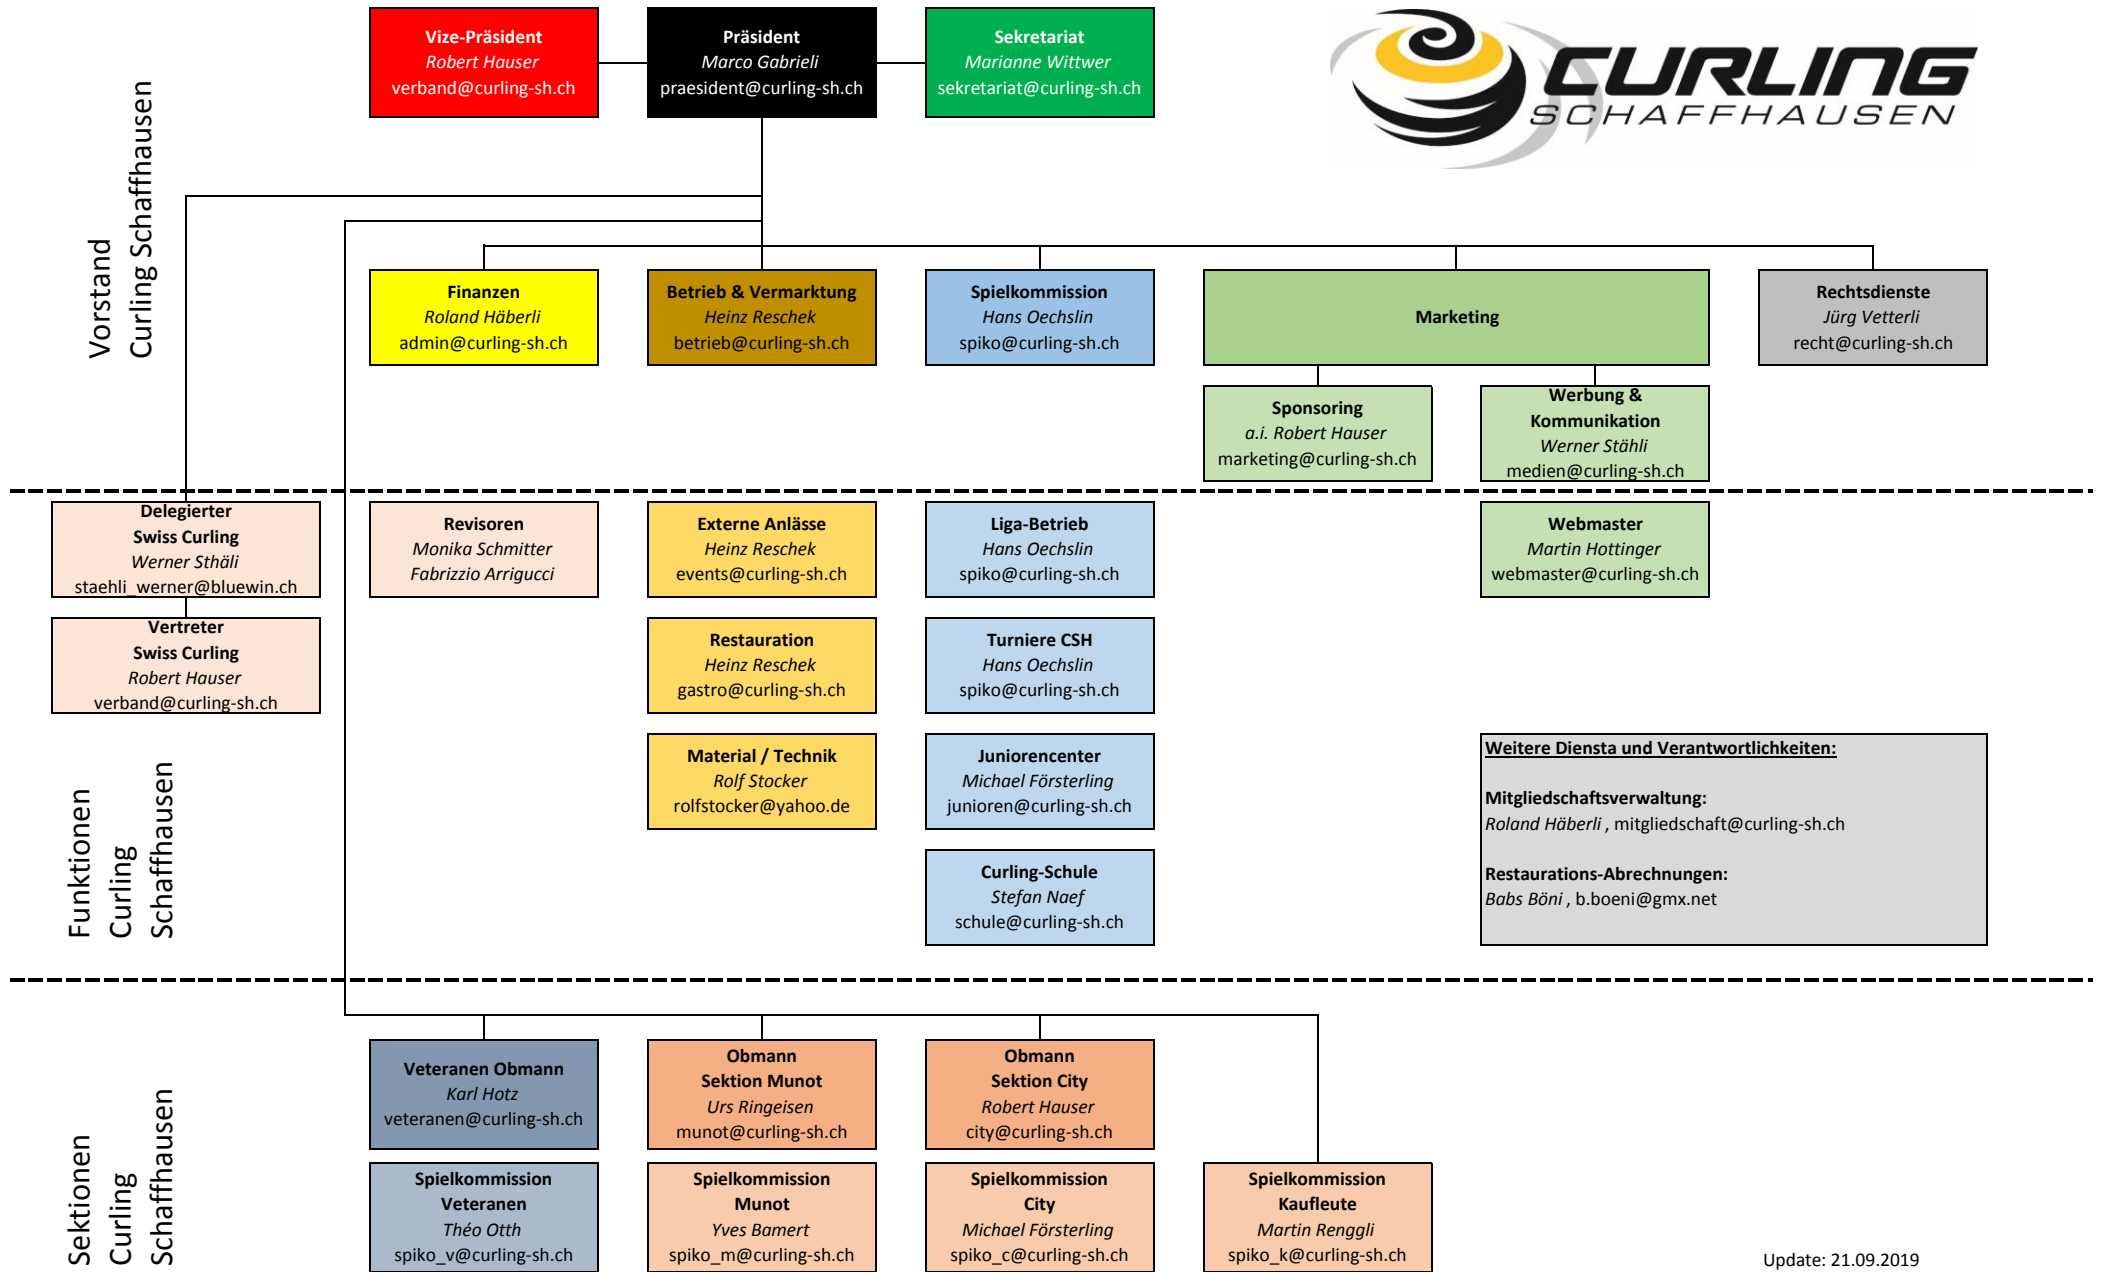 Vize-Präsident
Robert Hauser
verband@curling-sh.ch
Präsident
Marco Gabrieli
praesident@curling-sh.ch
Sekretariat
Marianne Wittwer
sekretariat@curling-sh.ch
CURLING
SCHAFFHAUSEN
Vorstand
Curling Schaffhausen
Finanzen
Roland Häberli
admin@curling-sh.ch
Betrieb & Vermarktung
Heinz Reschek
betrieb@curling-sh.ch
Spielkommission
Hans Oechslin
spiko@curling-sh.ch
Marketing
Rechtsdienste
Jürg Vetterli
recht@curling-sh.ch
Sponsoring
a.i. Robert Hauser
marketing@curling-sh.ch
Werbung &
Kommunikation
Werner Stähli
medien@curling-sh.ch
Delegierter
Swiss Curling
Werner Sthäli
staehli_werner@bluewin.ch
Revisoren
Monika Schmitter
Fabrizzio Arrigucci
Externe Anlässe
Heinz Reschek
events@curling-sh.ch
Liga-Betrieb
Hans Oechslin
spiko@curling-sh.ch
Webmaster
Martin Hottinger
webmaster@curling-sh.ch
Vertreter
Swiss Curling
Robert Hauser
verband@curling-sh.ch
Restauration
Heinz Reschek
gastro@curling-sh.ch
Turniere CSH
Hans Oechslin
spiko@curling-sh.ch
Funktionen
Curling
Schaffhausen
Material / Technik
Rolf Stocker
rolfstocker@yahoo.de
Juniorencenter
Michael Försterling
junioren@curling-sh.ch
Curling-Schule
Stefan Naef
schule@curling-sh.ch
Weitere Diensta und Verantwortlichkeiten:
Mitgliedschaftsverwaltung:
Roland Häberli , mitgliedschaft@curling-sh.ch
Restaurations-Abrechnungen:
Babs Böni , b.boeni@gmx.net
Sektionen
Curling
Schaffhausen
Veteranen Obmann
Karl Hotz
veteranen@curling-sh.ch
Obmann
Sektion Munot
Urs Ringeisen
munot@curling-sh.ch
Obmann
Sektion City
Robert Hauser
city@curling-sh.ch
Spielkommission
Veteranen
Théo Otth
spiko_v@curling-sh.ch
Spielkommission
Munot
Yves Bamert
spiko_m@curling-sh.ch
Spielkommission
City
Michael Försterling
spiko_c@curling-sh.ch
Spielkommission
Kaufleute
Martin Renggli
spiko_k@curling-sh.ch
Update: 21.09.2019